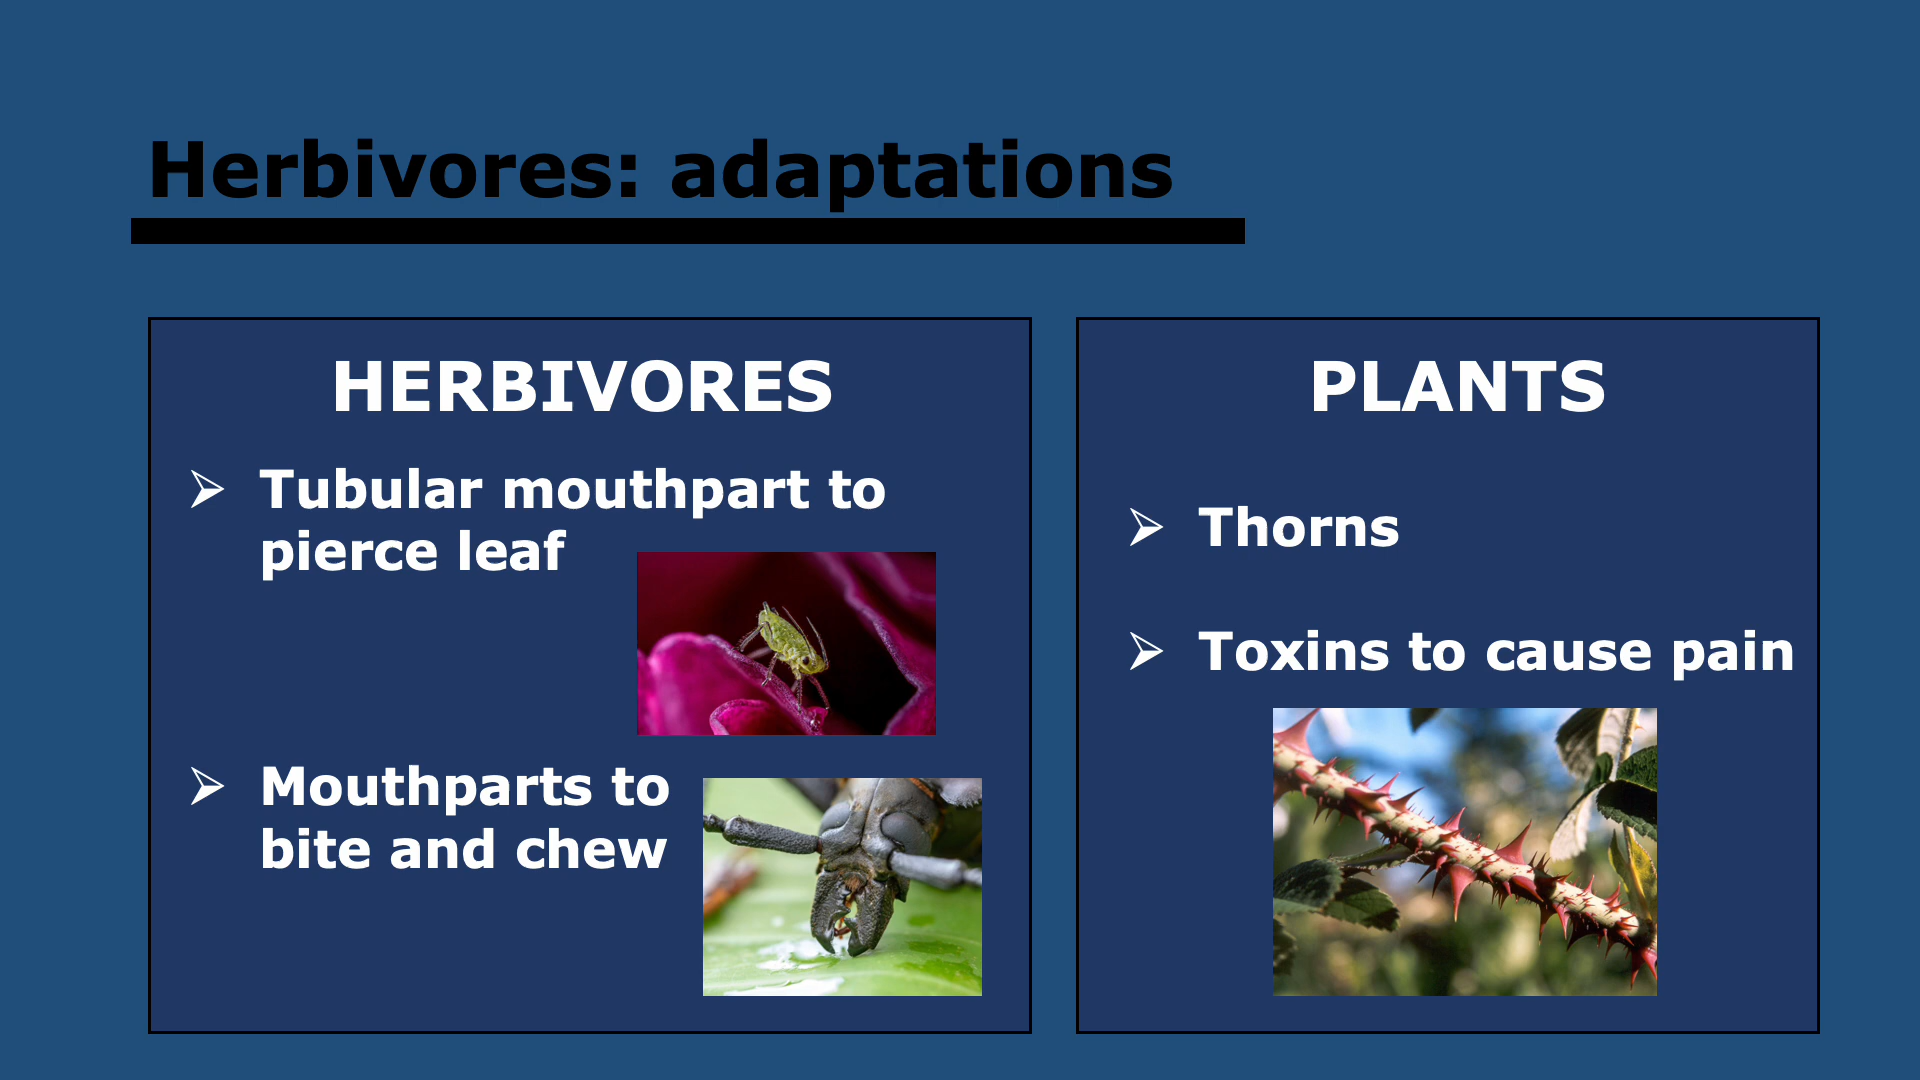 Herbivores: adaptations
HERBIVORES
➢ Tubular mouthpart to
pierce leaf
➢ Mouthparts to
bite and chew
PLANTS
➢ Thorns
➢ Toxins to cause pain